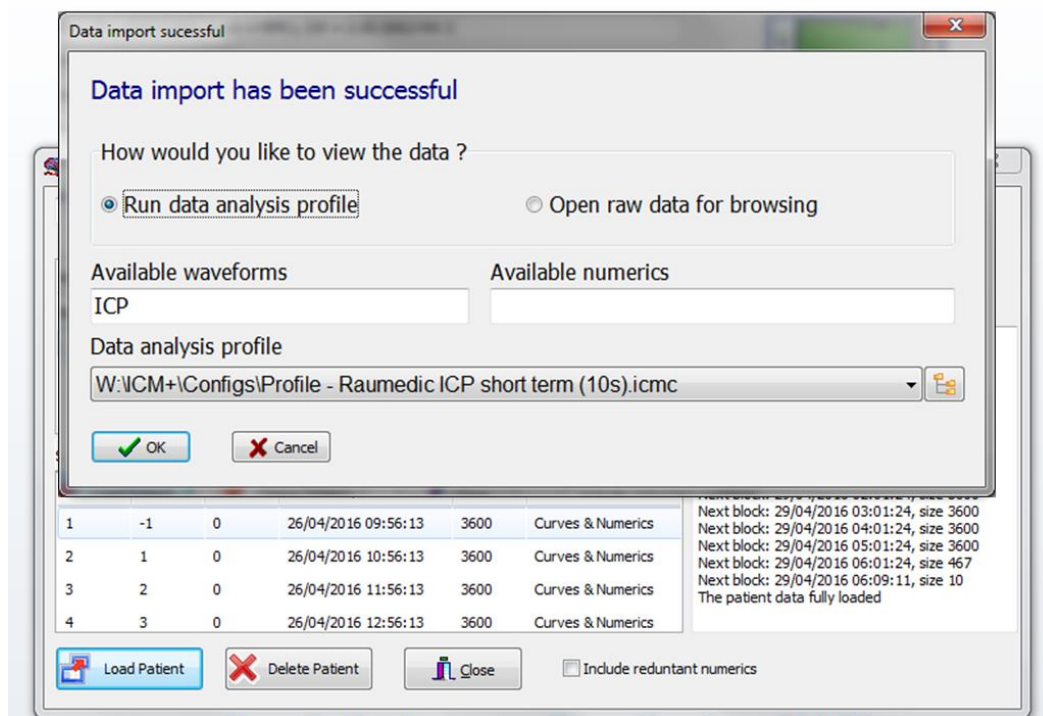 Data import sucessful
Data import has been successful
How would you like to view the data ?
Run data analysis profile Open raw data for browsing
Available waveforms Available numerics
ICP
Data analysis profile
W:\ICM+\Configs\Profile - Raumedic ICP short term (10s).icmc
OK Cancel
1 -1 0 26/04/2016 09:56:13 3600 Curves & Numerics
2 1 0 26/04/2016 10:56:13 3600 Curves & Numerics
3 2 0 26/04/2016 11:56:13 3600 Curves & Numerics
4 3 0 26/04/2016 12:56:13 3600 Curves & Numerics
Next block: 29/04/2016 03:01:24, size 3600
Next block: 29/04/2016 04:01:24, size 3600
Next block: 29/04/2016 05:01:24, size 3600
Next block: 29/04/2016 06:01:24, size 467
Next block: 29/04/2016 06:09:11, size 10
The patient data fully loaded
Load Patient Delete Patient Close Include reduntant numerics